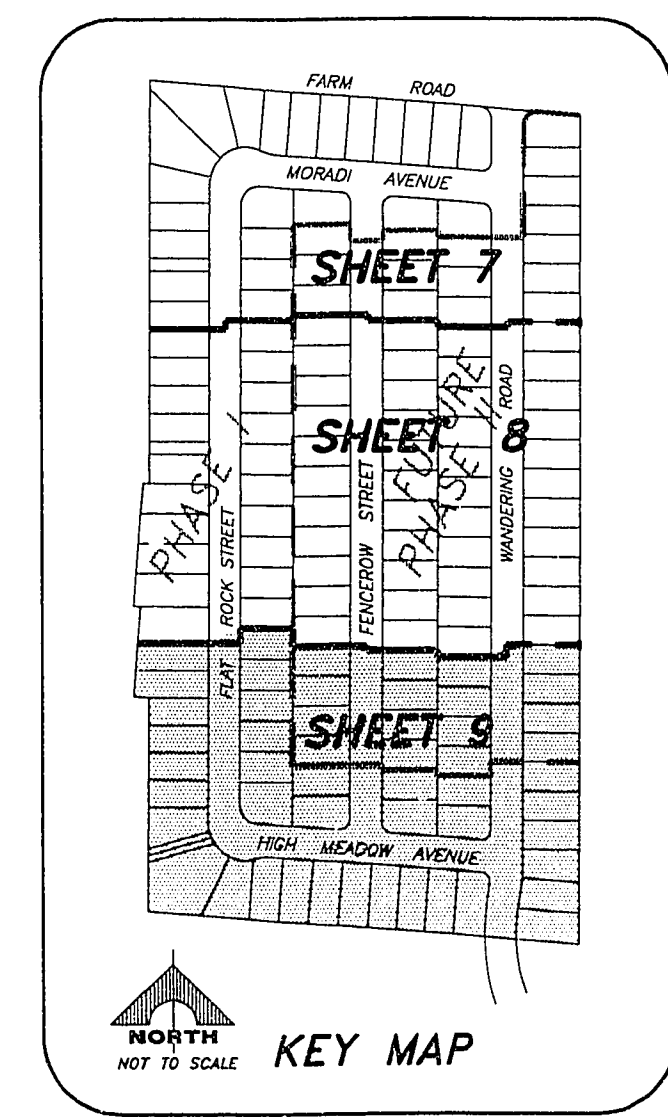 FARM ROAD
MORADI AVENUE
SHEET 7
PHASE I
FLAT ROCK STREET
SHEET 8
FENCEROW STREET
FUTURE
PHASE II
WANDERING ROAD
SHEET 9
HIGH MEADOW AVENUE
NORTH
NOT TO SCALE
KEY MAP